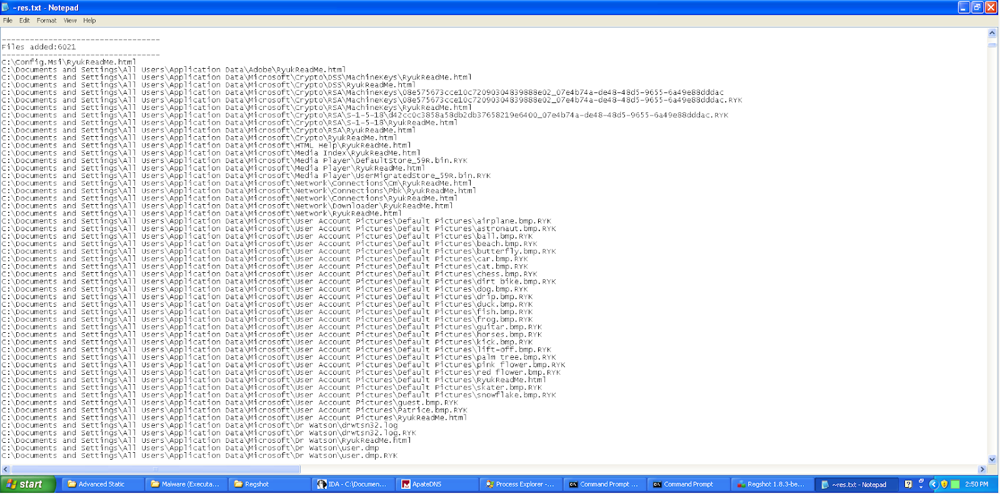 ~res.txt - Notepad
File Edit Format View Help
----------------------------------
Files added:6021
----------------------------------
C:\Config.Msi\RyukReadMe.html
C:\Documents and Settings\All Users\Application Data\Adobe\RyukReadMe.html
C:\Documents and Settings\All Users\Application Data\Microsoft\Crypto\DSS\MachineKeys\RyukReadMe.html
C:\Documents and Settings\All Users\Application Data\Microsoft\Crypto\DSS\RyukReadMe.html
C:\Documents and Settings\All Users\Application Data\Microsoft\Crypto\RSA\MachineKeys\08e575673cce10c72090304839888e02_07e4b74a-de48-48d5-9655-6a49e88dddac
C:\Documents and Settings\All Users\Application Data\Microsoft\Crypto\RSA\MachineKeys\08e575673cce10c72090304839888e02_07e4b74a-de48-48d5-9655-6a49e88dddac.RYK
C:\Documents and Settings\All Users\Application Data\Microsoft\Crypto\RSA\MachineKeys\RyukReadMe.html
C:\Documents and Settings\All Users\Application Data\Microsoft\Crypto\RSA\S-1-5-18\d42cc0c3858a58db2db37658219e6400_07e4b74a-de48-48d5-9655-6a49e88dddac.RYK
C:\Documents and Settings\All Users\Application Data\Microsoft\Crypto\RSA\S-1-5-18\RyukReadMe.html
C:\Documents and Settings\All Users\Application Data\Microsoft\Crypto\RSA\RyukReadMe.html
C:\Documents and Settings\All Users\Application Data\Microsoft\Crypto\RyukReadMe.html
C:\Documents and Settings\All Users\Application Data\Microsoft\HTML Help\RyukReadMe.html
C:\Documents and Settings\All Users\Application Data\Microsoft\Media Index\RyukReadMe.html
C:\Documents and Settings\All Users\Application Data\Microsoft\Media Player\DefaultStore_59R.bin.RYK
C:\Documents and Settings\All Users\Application Data\Microsoft\Media Player\RyukReadMe.html
C:\Documents and Settings\All Users\Application Data\Microsoft\Media Player\UserMigratedStore_59R.bin.RYK
C:\Documents and Settings\All Users\Application Data\Microsoft\Network\Connections\Cm\RyukReadMe.html
C:\Documents and Settings\All Users\Application Data\Microsoft\Network\Connections\Pbk\RyukReadMe.html
C:\Documents and Settings\All Users\Application Data\Microsoft\Network\Connections\RyukReadMe.html
C:\Documents and Settings\All Users\Application Data\Microsoft\Network\Downloader\RyukReadMe.html
C:\Documents and Settings\All Users\Application Data\Microsoft\Network\RyukReadMe.html
C:\Documents and Settings\All Users\Application Data\Microsoft\User Account Pictures\Default Pictures\airplane.bmp.RYK
C:\Documents and Settings\All Users\Application Data\Microsoft\User Account Pictures\Default Pictures\astronaut.bmp.RYK
C:\Documents and Settings\All Users\Application Data\Microsoft\User Account Pictures\Default Pictures\ball.bmp.RYK
C:\Documents and Settings\All Users\Application Data\Microsoft\User Account Pictures\Default Pictures\beach.bmp.RYK
C:\Documents and Settings\All Users\Application Data\Microsoft\User Account Pictures\Default Pictures\butterfly.bmp.RYK
C:\Documents and Settings\All Users\Application Data\Microsoft\User Account Pictures\Default Pictures\car.bmp.RYK
C:\Documents and Settings\All Users\Application Data\Microsoft\User Account Pictures\Default Pictures\cat.bmp.RYK
C:\Documents and Settings\All Users\Application Data\Microsoft\User Account Pictures\Default Pictures\chess.bmp.RYK
C:\Documents and Settings\All Users\Application Data\Microsoft\User Account Pictures\Default Pictures\dirt bike.bmp.RYK
C:\Documents and Settings\All Users\Application Data\Microsoft\User Account Pictures\Default Pictures\dog.bmp.RYK
C:\Documents and Settings\All Users\Application Data\Microsoft\User Account Pictures\Default Pictures\drip.bmp.RYK
C:\Documents and Settings\All Users\Application Data\Microsoft\User Account Pictures\Default Pictures\duck.bmp.RYK
C:\Documents and Settings\All Users\Application Data\Microsoft\User Account Pictures\Default Pictures\fish.bmp.RYK
C:\Documents and Settings\All Users\Application Data\Microsoft\User Account Pictures\Default Pictures\frog.bmp.RYK
C:\Documents and Settings\All Users\Application Data\Microsoft\User Account Pictures\Default Pictures\guitar.bmp.RYK
C:\Documents and Settings\All Users\Application Data\Microsoft\User Account Pictures\Default Pictures\horses.bmp.RYK
C:\Documents and Settings\All Users\Application Data\Microsoft\User Account Pictures\Default Pictures\kick.bmp.RYK
C:\Documents and Settings\All Users\Application Data\Microsoft\User Account Pictures\Default Pictures\lift-off.bmp.RYK
C:\Documents and Settings\All Users\Application Data\Microsoft\User Account Pictures\Default Pictures\palm tree.bmp.RYK
C:\Documents and Settings\All Users\Application Data\Microsoft\User Account Pictures\Default Pictures\pink flower.bmp.RYK
C:\Documents and Settings\All Users\Application Data\Microsoft\User Account Pictures\Default Pictures\red flower.bmp.RYK
C:\Documents and Settings\All Users\Application Data\Microsoft\User Account Pictures\Default Pictures\RyukReadMe.html
C:\Documents and Settings\All Users\Application Data\Microsoft\User Account Pictures\Default Pictures\skater.bmp.RYK
C:\Documents and Settings\All Users\Application Data\Microsoft\User Account Pictures\Default Pictures\snowflake.bmp.RYK
C:\Documents and Settings\All Users\Application Data\Microsoft\User Account Pictures\guest.bmp.RYK
C:\Documents and Settings\All Users\Application Data\Microsoft\User Account Pictures\Patrice.bmp.RYK
C:\Documents and Settings\All Users\Application Data\Microsoft\User Account Pictures\RyukReadMe.html
C:\Documents and Settings\All Users\Application Data\Microsoft\Dr Watson\drwtsn32.log
C:\Documents and Settings\All Users\Application Data\Microsoft\Dr Watson\drwtsn32.log.RYK
C:\Documents and Settings\All Users\Application Data\Microsoft\Dr Watson\RyukReadMe.html
C:\Documents and Settings\All Users\Application Data\Microsoft\Dr Watson\user.dmp
C:\Documents and Settings\All Users\Application Data\Microsoft\Dr Watson\user.dmp.RYK
start Advanced Static Malware (Executa... Regshot IDA - C:\Documen... ApateDNS Process Explorer -... Command Prompt ... Command Prompt Regshot 1.8.3-be... ~res.txt - Notepad 2:50 PM